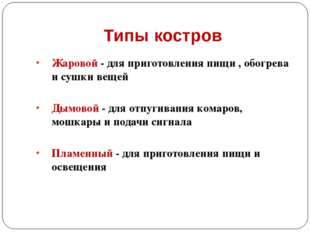 Типы костров
• Жаровой - для приготовления пищи , обогрева
и сушки вещей
• Дымовой - для отпугивания комаров,
мошкары и подачи сигнала
• Пламенный - для приготовления пищи и
освещения